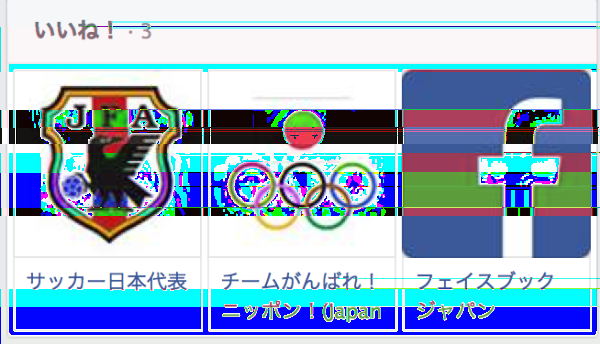 いいね！ · 3
JFA
サッカー日本代表
チームがんばれ！
ニッポン！(Japan
フェイスブック
ジャパン